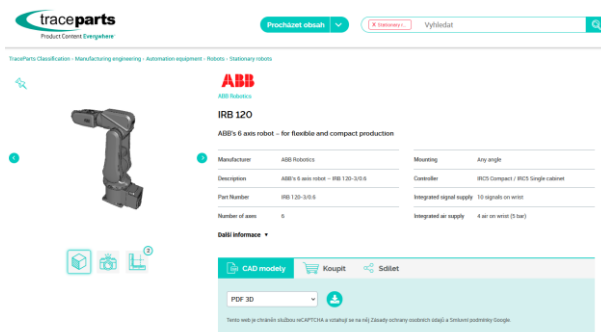 traceparts
Product Content Everywhere
Procházet obsah
X Stationary r...
Vyhledat
TraceParts Classification > Manufacturing engineering > Automation equipment > Robots > Stationary robots
ABB
ABB Robotics
IRB 120
ABB's 6 axis robot – for flexible and compact production
Manufacturer ABB Robotics
Mounting Any angle
Description ABB's 6 axis robot – IRB 120-3/0.6
Controller IRC5 Compact / IRC5 Single cabinet
Part Number IRB 120-3/0.6
Integrated signal supply 10 signals on wrist
Number of axes 6
Integrated air supply 4 air on wrist (5 bar)
Další informace
2
CAD modely
Koupit
Sdílet
PDF 3D
Tento web je chráněn službou reCAPTCHA a vztahují se na něj Zásady ochrany osobních údajů a Smluvní podmínky Google.